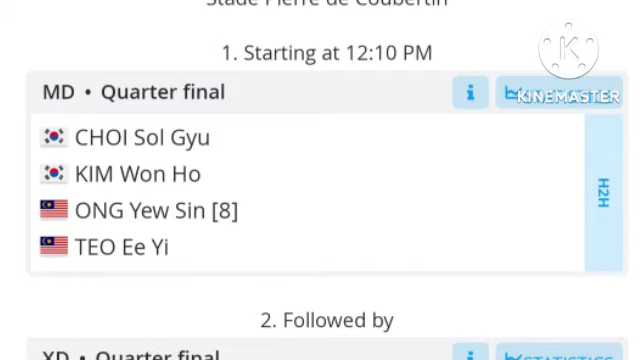 Stade Pierre de Coubertin
1. Starting at 12:10 PM
MD • Quarter final
KINEMASTER
CHOI Sol Gyu
KIM Won Ho
ONG Yew Sin [8]
TEO Ee Yi
H2H
2. Followed by
XD • Quarter final
STATISTICS